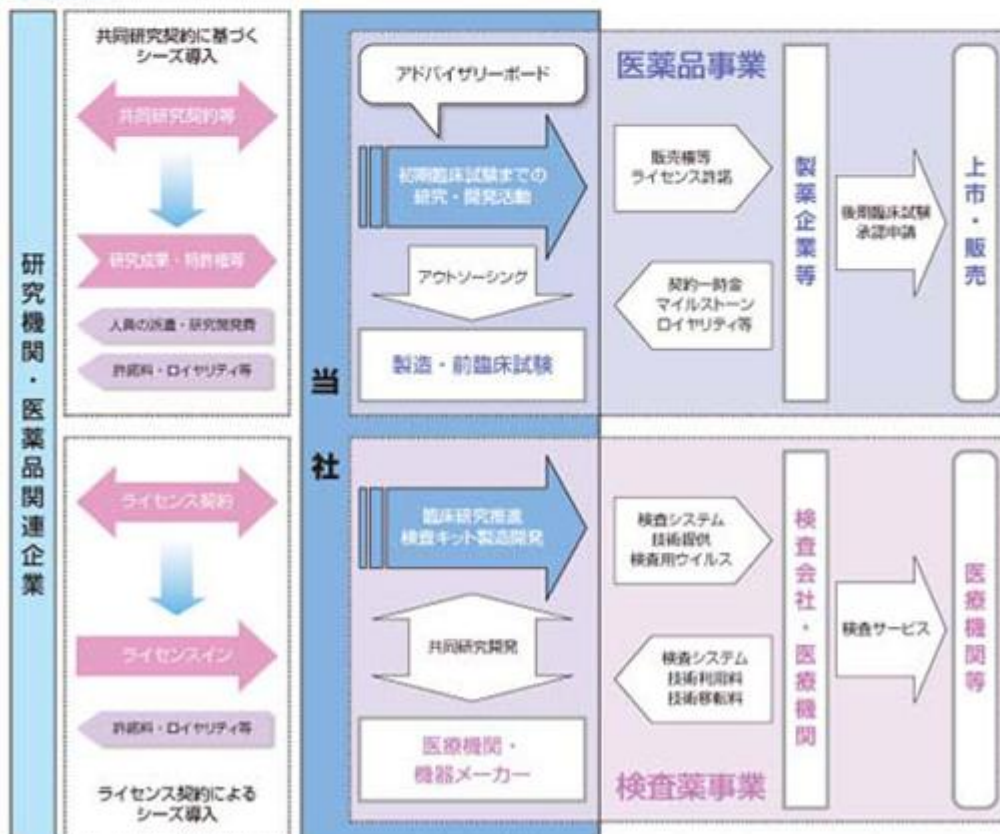 研究機関・医薬品関連企業
共同研究契約に基づく
シーズ導入
共同研究契約等
研究成果・特許権等
人員の派遣・研究開発費
許諾料・ロイヤリティ等
ライセンス契約
ライセンスイン
許諾料・ロイヤリティ等
ライセンス契約による
シーズ導入
当社
医薬品事業
アドバイザリーボード
初期臨床試験までの
研究・開発活動
アウトソーシング
製造・前臨床試験
販売権等
ライセンス許諾
契約一時金
マイルストーン
ロイヤリティ等
製薬企業等
後期臨床試験
承認申請
上市・販売
臨床研究推進
検査キット製造開発
共同研究開発
医療機関・
機器メーカー
検査システム
技術提供
検査用ウイルス
検査システム
技術利用料
技術移転料
検査薬事業
検査会社・医療機関
検査サービス
医療機関等